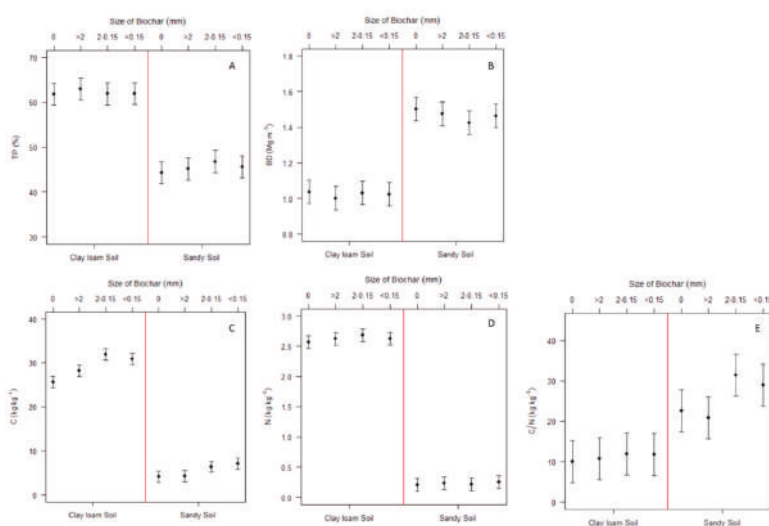 Size of Biochar (mm)
0 >2 2-0.15 <0.15 0 >2 2-0.15 <0.15
A
TP (%)
70
60
50
40
30
Clay loam Soil Sandy Soil
Size of Biochar (mm)
0 >2 2-0.15 <0.15 0 >2 2-0.15 <0.15
B
BD (Mg m⁻³)
1.8
1.6
1.4
1.2
1.0
0.8
Clay loam Soil Sandy Soil
Size of Biochar (mm)
0 >2 2-0.15 <0.15 0 >2 2-0.15 <0.15
C
C (kg kg⁻¹)
40
30
20
10
0
Clay loam Soil Sandy Soil
Size of Biochar (mm)
0 >2 2-0.15 <0.15 0 >2 2-0.15 <0.15
D
N (kg kg⁻¹)
3.0
2.5
2.0
1.5
1.0
0.5
0.0
Clay loam Soil Sandy Soil
Size of Biochar (mm)
0 >2 2-0.15 <0.15 0 >2 2-0.15 <0.15
E
C/N (kg kg⁻¹)
40
30
20
10
0
Clay loam Soil Sandy Soil